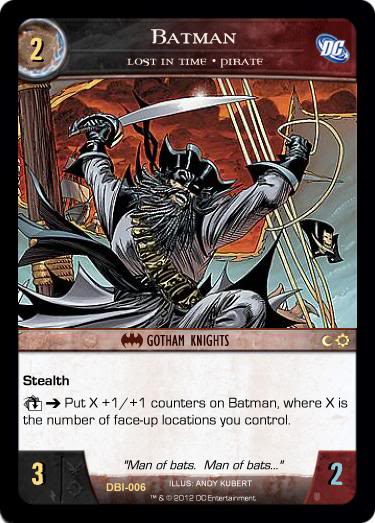 2
BATMAN
LOST IN TIME • PIRATE
DC
GOTHAM KNIGHTS
Stealth
➔ Put X +1/+1 counters on Batman, where X is
the number of face-up locations you control.
"Man of bats. Man of bats..."
3
DBI-006
ILLUS: ANDY KUBERT
2
™ & © 2012 DC Entertainment